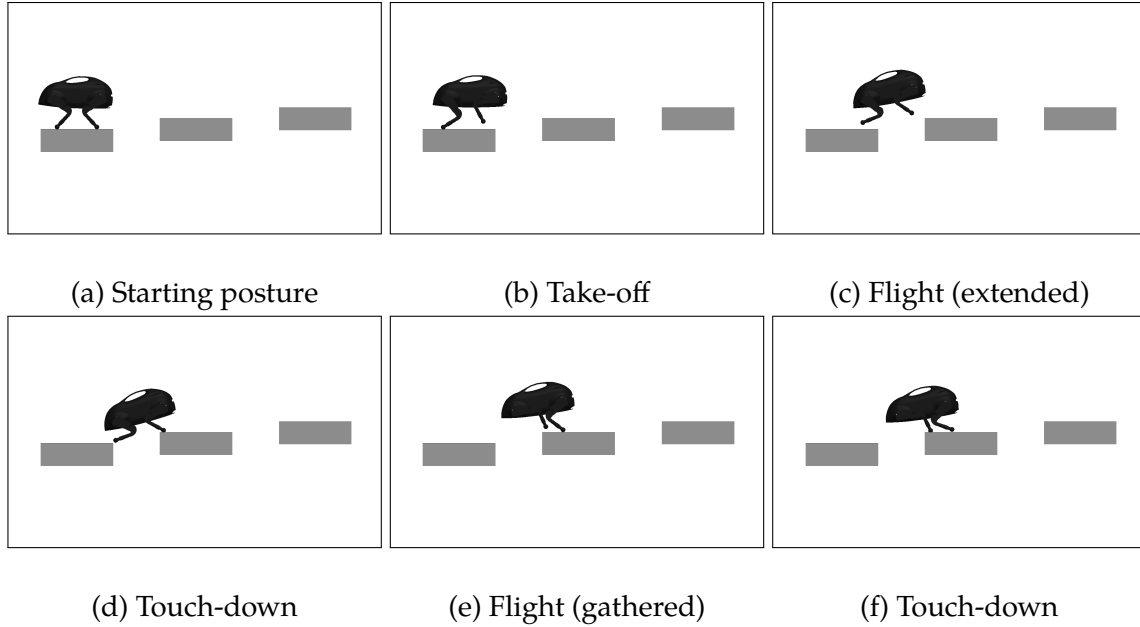 (a) Starting posture
(b) Take-off
(c) Flight (extended)
(d) Touch-down
(e) Flight (gathered)
(f) Touch-down